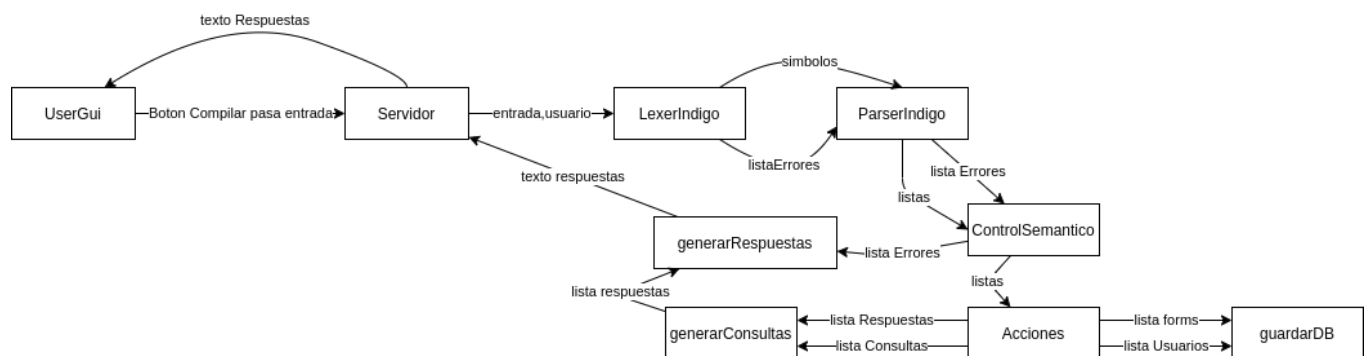 texto Respuestas
simbolos
UserGui
Boton Compilar pasa entrada
Servidor
entrada,usuario
LexerIndigo
ParserIndigo
listaErrores
lista Errores
texto respuestas
listas
ControlSemantico
generarRespuestas
lista Errores
listas
lista respuestas
generarConsultas
lista Respuestas
lista Consultas
Acciones
lista forms
lista Usuarios
guardarDB